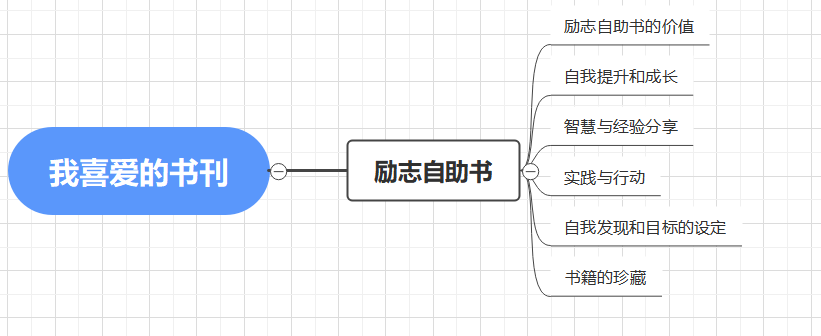 我喜爱的书刊
励志自助书
励志自助书的价值
自我提升和成长
智慧与经验分享
实践与行动
自我发现和目标的设定
书籍的珍藏